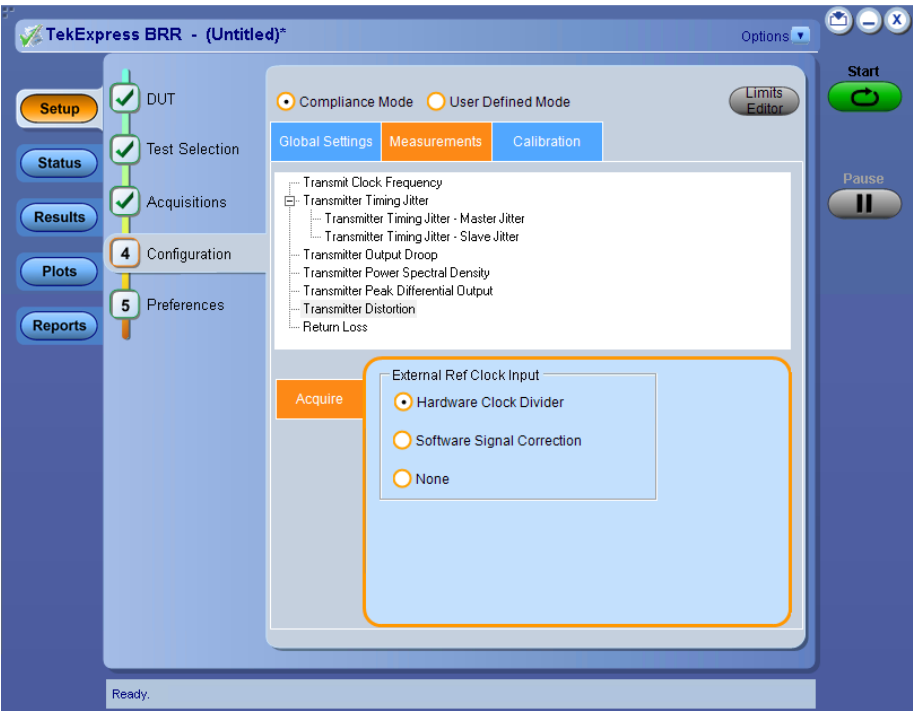 TekExpress BRR - (Untitled)*
Options
Start
Pause
Setup
Status
Results
Plots
Reports
DUT
Test Selection
Acquisitions
4 Configuration
5 Preferences
Compliance Mode User Defined Mode
Limits
Editor
Global Settings Measurements Calibration
Transmit Clock Frequency
Transmitter Timing Jitter
Transmitter Timing Jitter - Master Jitter
Transmitter Timing Jitter - Slave Jitter
Transmitter Output Droop
Transmitter Power Spectral Density
Transmitter Peak Differential Output
Transmitter Distortion
Return Loss
Acquire
External Ref Clock Input
Hardware Clock Divider
Software Signal Correction
None
Ready.